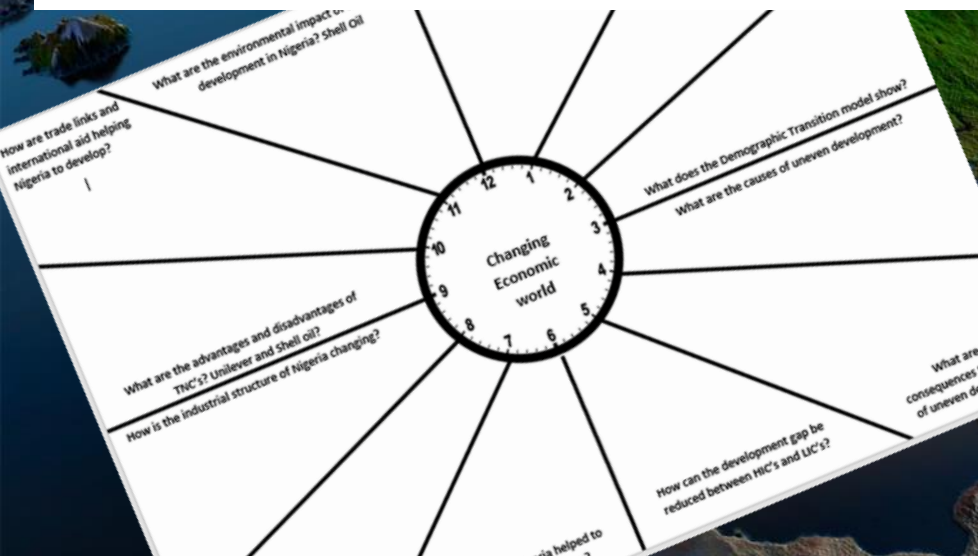 What are the environmental impact of
development in Nigeria? Shell Oil
How are trade links and
international aid helping
Nigeria to develop?
What does the Demographic Transition model show?
What are the causes of uneven development?
12
1
2
3
4
5
6
7
8
9
10
11
Changing
Economic
world
What are the advantages and disadvantages of
TNC's? Unilever and Shell oil?
How is the industrial structure of Nigeria changing?
What are
consequences
of uneven
How can the development gap be
reduced between HIC's and LIC's?
helped to
?